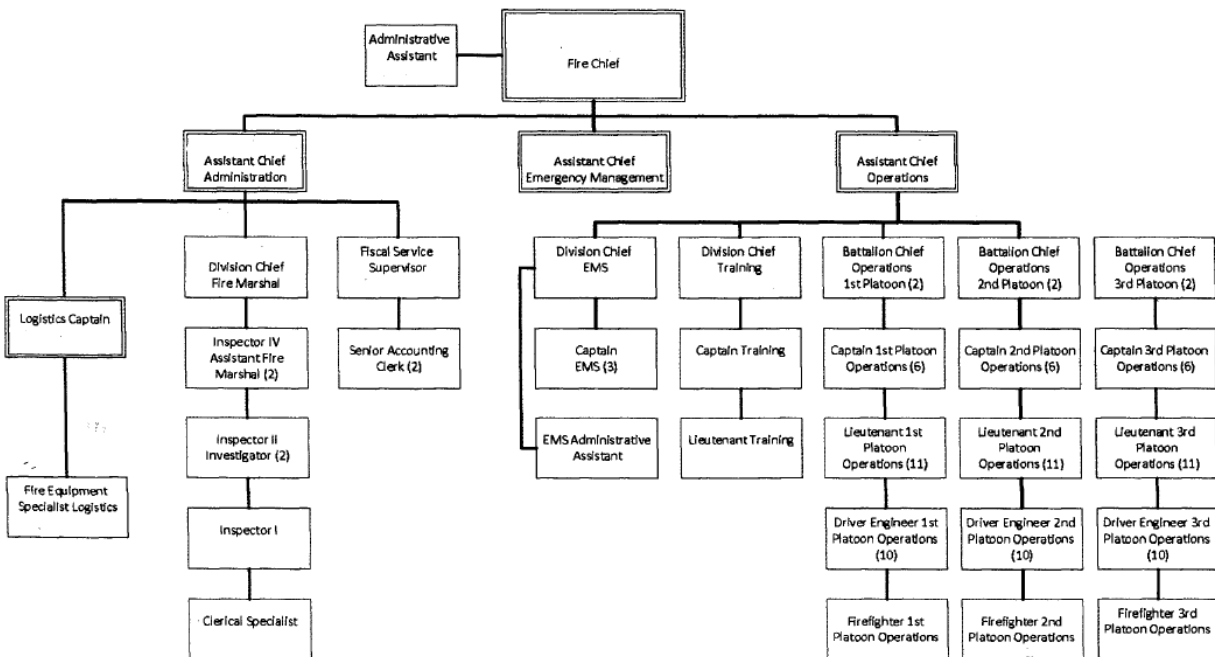 Administrative
Assistant
Fire Chief
Assistant Chief
Administration
Assistant Chief
Emergency Management
Assistant Chief
Operations
Logistics Captain
Division Chief
Fire Marshal
Fiscal Service
Supervisor
Division Chief
EMS
Division Chief
Training
Battalion Chief
Operations
1st Platoon (2)
Battalion Chief
Operations
2nd Platoon (2)
Battalion Chief
Operations
3rd Platoon (2)
Inspector IV
Assistant Fire
Marshal (2)
Senior Accounting
Clerk (2)
Captain
EMS (3)
Captain Training
Captain 1st Platoon
Operations (6)
Captain 2nd Platoon
Operations (6)
Captain 3rd Platoon
Operations (6)
Inspector II
Investigator (2)
EMS Administrative
Assistant
Lieutenant Training
Lieutenant 1st
Platoon
Operations (11)
Lieutenant 2nd
Platoon
Operations (11)
Lieutenant 3rd
Platoon
Operations (11)
Fire Equipment
Specialist Logistics
Inspector I
Driver Engineer 1st
Platoon Operations
(10)
Driver Engineer 2nd
Platoon Operations
(10)
Driver Engineer 3rd
Platoon Operations
(10)
Clerical Specialist
Firefighter 1st
Platoon Operations
Firefighter 2nd
Platoon Operations
Firefighter 3rd
Platoon Operations